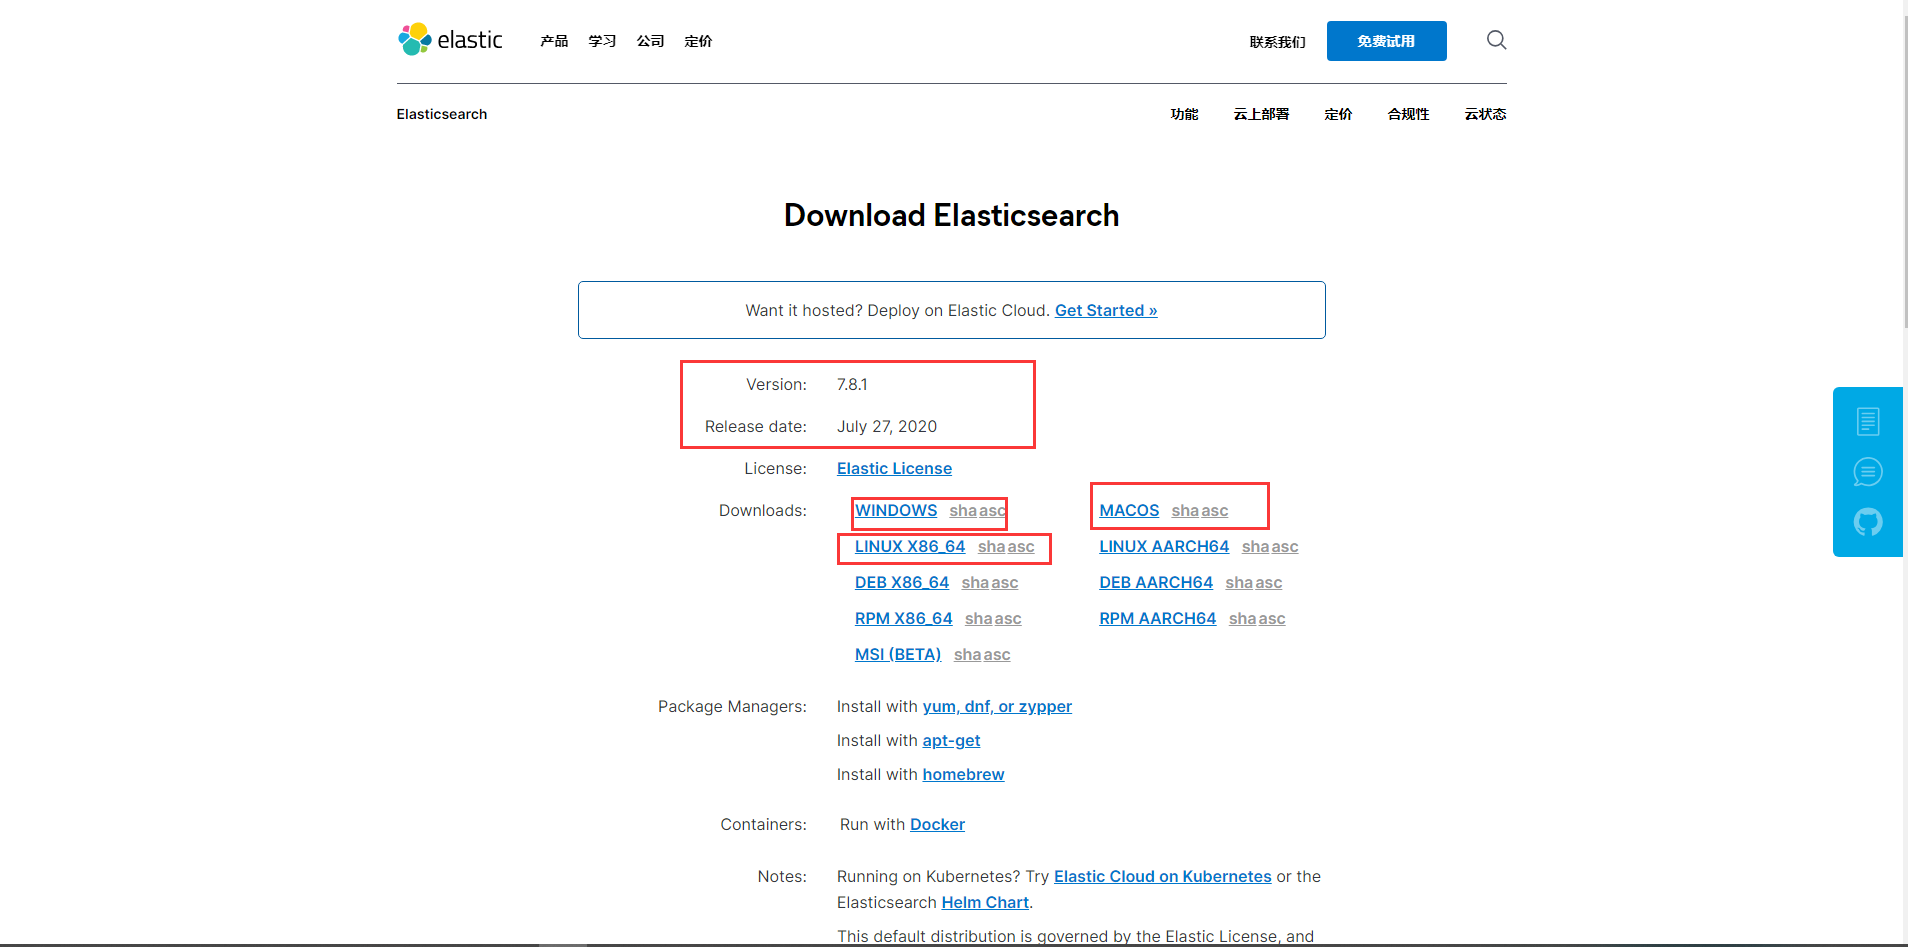 elastic 产品 学习 公司 定价 联系我们 免费试用
Elasticsearch 功能 云上部署 定价 合规性 云状态
Download Elasticsearch
Want it hosted? Deploy on Elastic Cloud. Get Started »
Version: 7.8.1
Release date: July 27, 2020
License: Elastic License
Downloads: WINDOWS sha asc MACOS sha asc
LINUX X86_64 sha asc LINUX AARCH64 sha asc
DEB X86_64 sha asc DEB AARCH64 sha asc
RPM X86_64 sha asc RPM AARCH64 sha asc
MSI (BETA) sha asc
Package Managers: Install with yum, dnf, or zypper
Install with apt-get
Install with homebrew
Containers: Run with Docker
Notes: Running on Kubernetes? Try Elastic Cloud on Kubernetes or the
Elasticsearch Helm Chart.
This default distribution is governed by the Elastic License, and